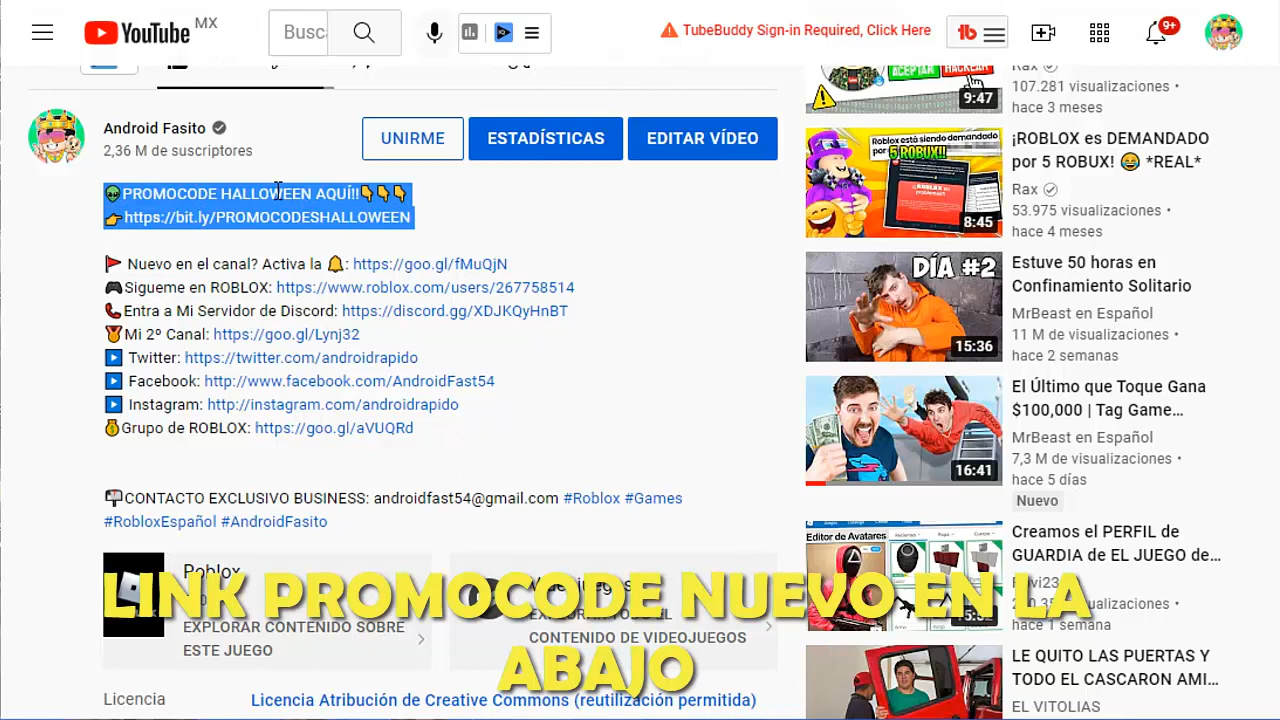 YouTube MX
Busc
TubeBuddy Sign-in Required, Click Here
tb
9+
Android Fasito
2,36 M de suscriptores
UNIRME
ESTADÍSTICAS
EDITAR VÍDEO
👽PROMOCODE HALLOWEEN AQUÍ!!👇👇👇
👉https://bit.ly/PROMOCODESHALLOWEEN
🚩 Nuevo en el canal? Activa la 🔔: https://goo.gl/fMuQjN
🎮Sigueme en ROBLOX: https://www.roblox.com/users/267758514
📞Entra a Mi Servidor de Discord: https://discord.gg/XDJKQyHnBT
🏅Mi 2º Canal: https://goo.gl/Lynj32
▶️ Twitter: https://twitter.com/androidrapido
▶️ Facebook: http://www.facebook.com/AndroidFast54
▶️ Instagram: http://instagram.com/androidrapido
💰Grupo de ROBLOX: https://goo.gl/aVUQRd
📬CONTACTO EXCLUSIVO BUSINESS: androidfast54@gmail.com #Roblox #Games
#RobloxEspañol #AndroidFasito
Roblox
EXPLORAR CONTENIDO SOBRE
ESTE JUEGO
CONTENIDO DE VIDEOJUEGOS
LINK PROMOCODE NUEVO EN LA
ABAJO
Licencia
Licencia Atribución de Creative Commons (reutilización permitida)
ACEPTAR
HACKEAR
9:47
Rax
107.281 visualizaciones •
hace 3 meses
Roblox está siendo demandado
por 5 ROBUX!!
8:45
¡ROBLOX es DEMANDADO
por 5 ROBUX! 😂 *REAL*
Rax
53.975 visualizaciones •
hace 4 meses
DÍA #2
15:36
Estuve 50 horas en
Confinamiento Solitario
MrBeast en Español
11 M de visualizaciones •
hace 2 semanas
16:41
El Último que Toque Gana
$100,000 | Tag Game...
MrBeast en Español
7,3 M de visualizaciones •
hace 5 días
Nuevo
Editor de Avatares
Creamos el PERFIL de
GUARDIA de EL JUEGO de...
visualizaciones •
hace 1 semana
LE QUITO LAS PUERTAS Y
TODO EL CASCARON AMI...
EL VITOLIAS